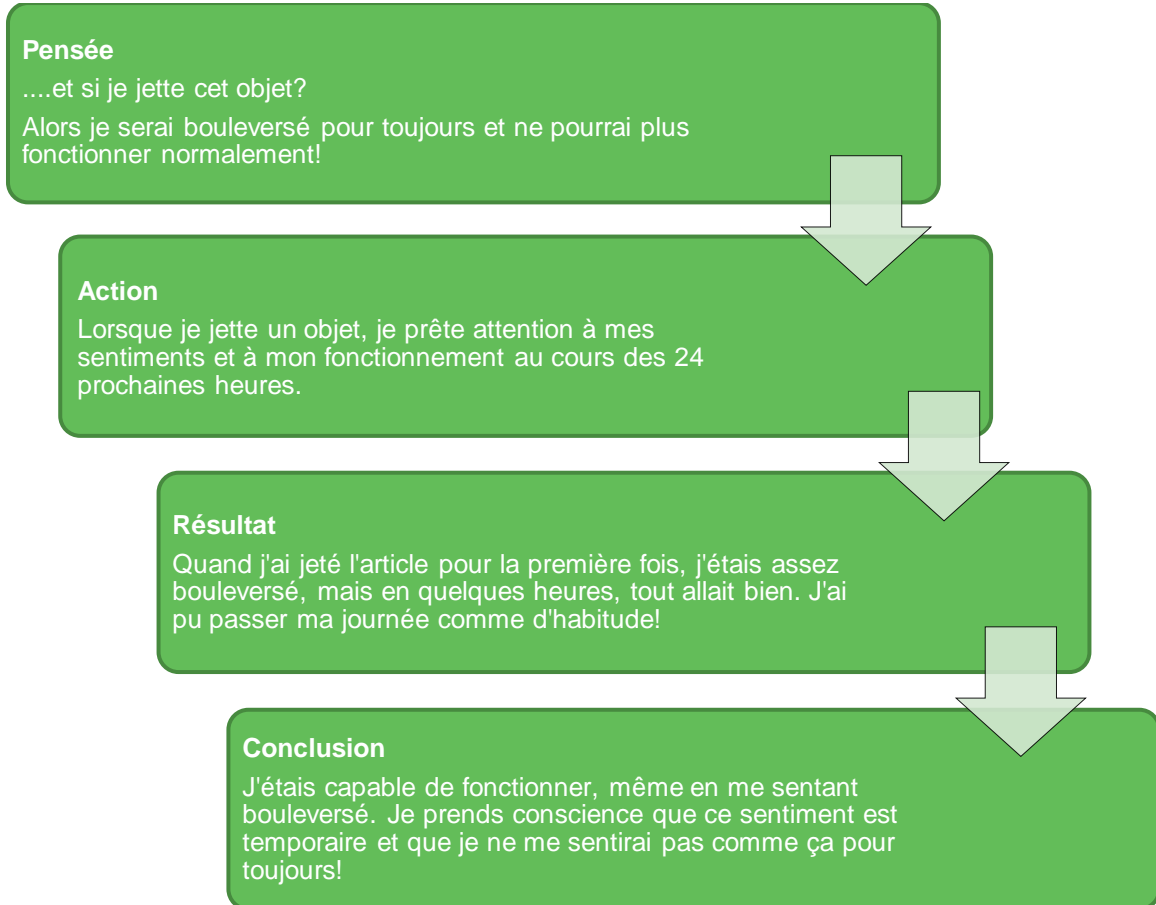 Pensée
....et si je jette cet objet?
Alors je serai bouleversé pour toujours et ne pourrai plus
fonctionner normalement!
Action
Lorsque je jette un objet, je prête attention à mes
sentiments et à mon fonctionnement au cours des 24
prochaines heures.
Résultat
Quand j'ai jeté l'article pour la première fois, j'étais assez
bouleversé, mais en quelques heures, tout allait bien. J'ai
pu passer ma journée comme d'habitude!
Conclusion
J'étais capable de fonctionner, même en me sentant
bouleversé. Je prends conscience que ce sentiment est
temporaire et que je ne me sentirai pas comme ça pour
toujours!